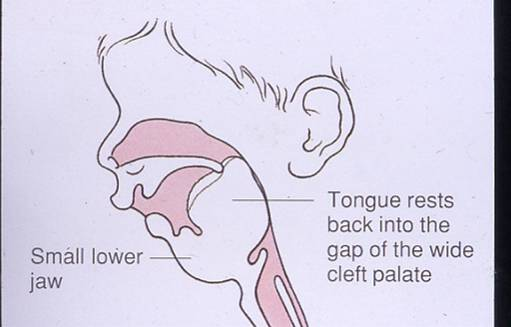 Tongue rests
back into the
gap of the wide
cleft palate
Small lower
jaw